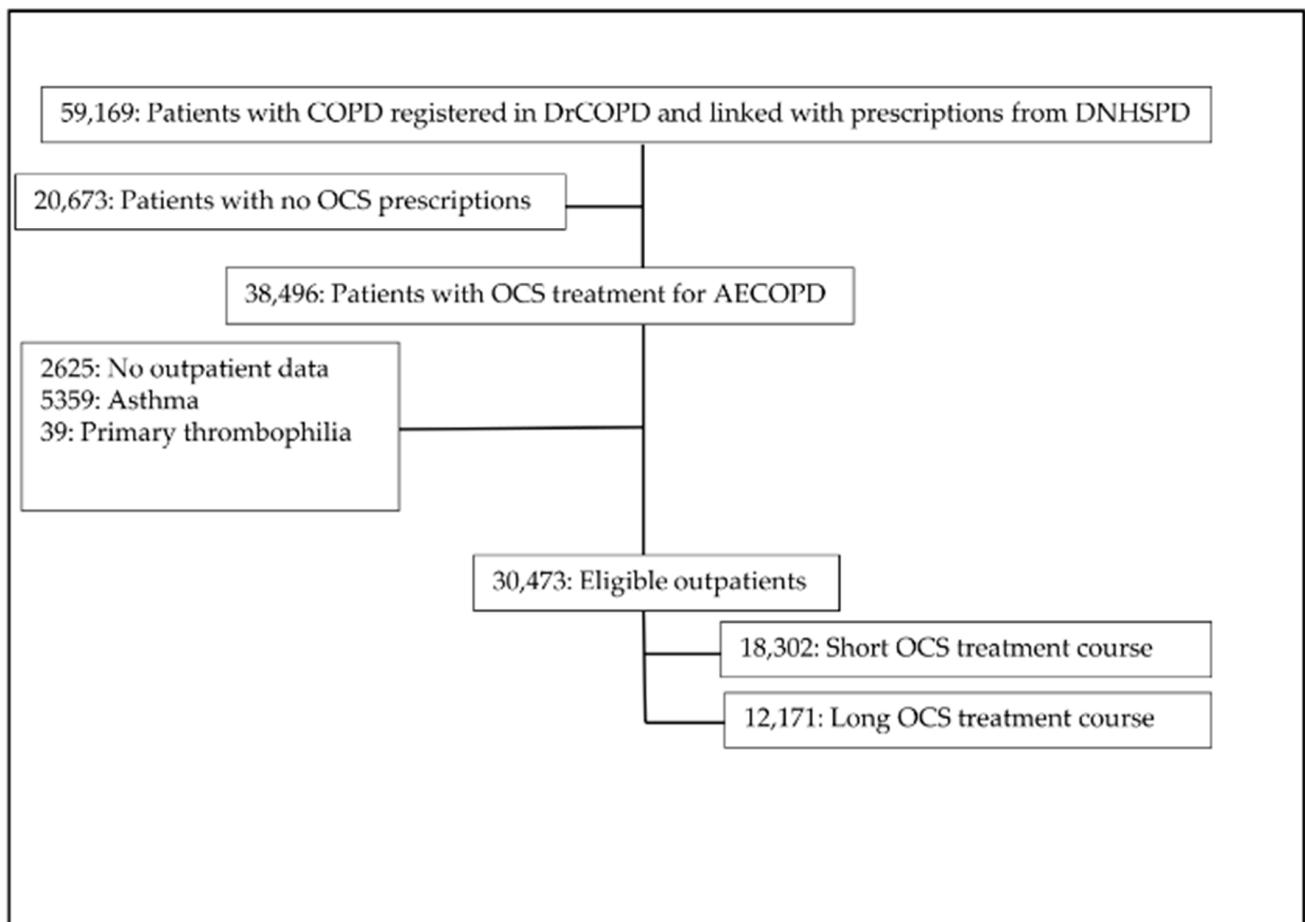 59,169: Patients with COPD registered in DrCOPD and linked with prescriptions from DNHSPD
20,673: Patients with no OCS prescriptions
38,496: Patients with OCS treatment for AECOPD
2625: No outpatient data
5359: Asthma
39: Primary thrombophilia
30,473: Eligible outpatients
18,302: Short OCS treatment course
12,171: Long OCS treatment course